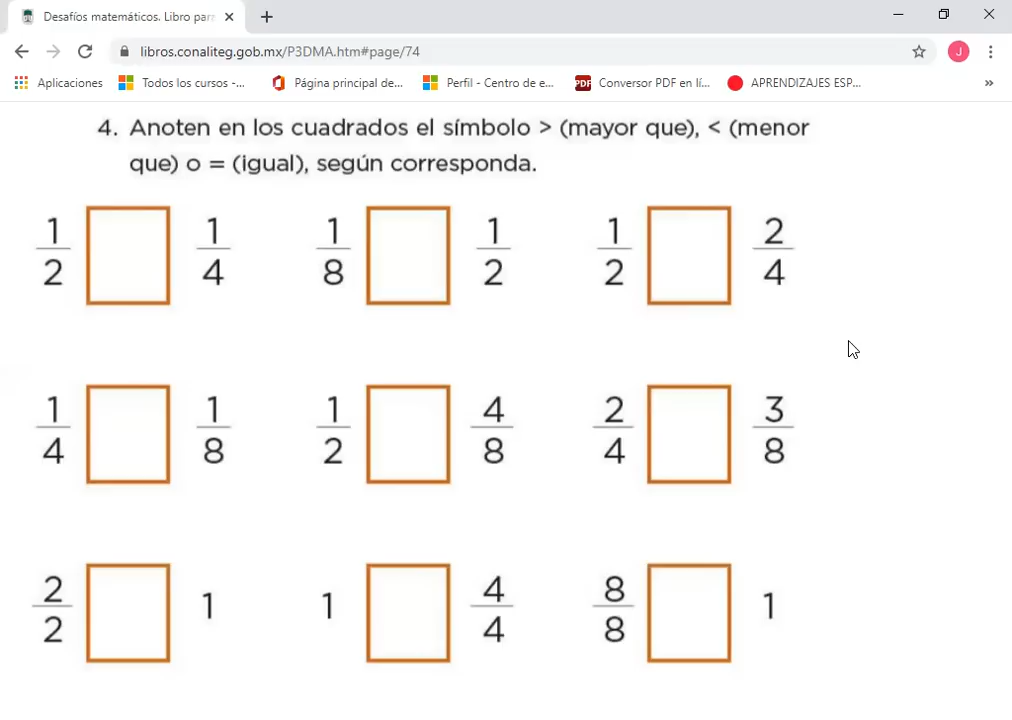 Desafíos matemáticos. Libro par
libros.conaliteg.gob.mx/P3DMA.htm#page/74
J
Aplicaciones Todos los cursos -... Página principal de... Perfil - Centro de e... PDF Conversor PDF en lí... APRENDIZAJES ESP... »
4. Anoten en los cuadrados el símbolo > (mayor que), < (menor
que) o = (igual), según corresponda.
1/2 1/4 1/8 1/2 1/2 2/4
1/4 1/8 1/2 4/8 2/4 3/8
2/2 1 1 4/4 8/8 1